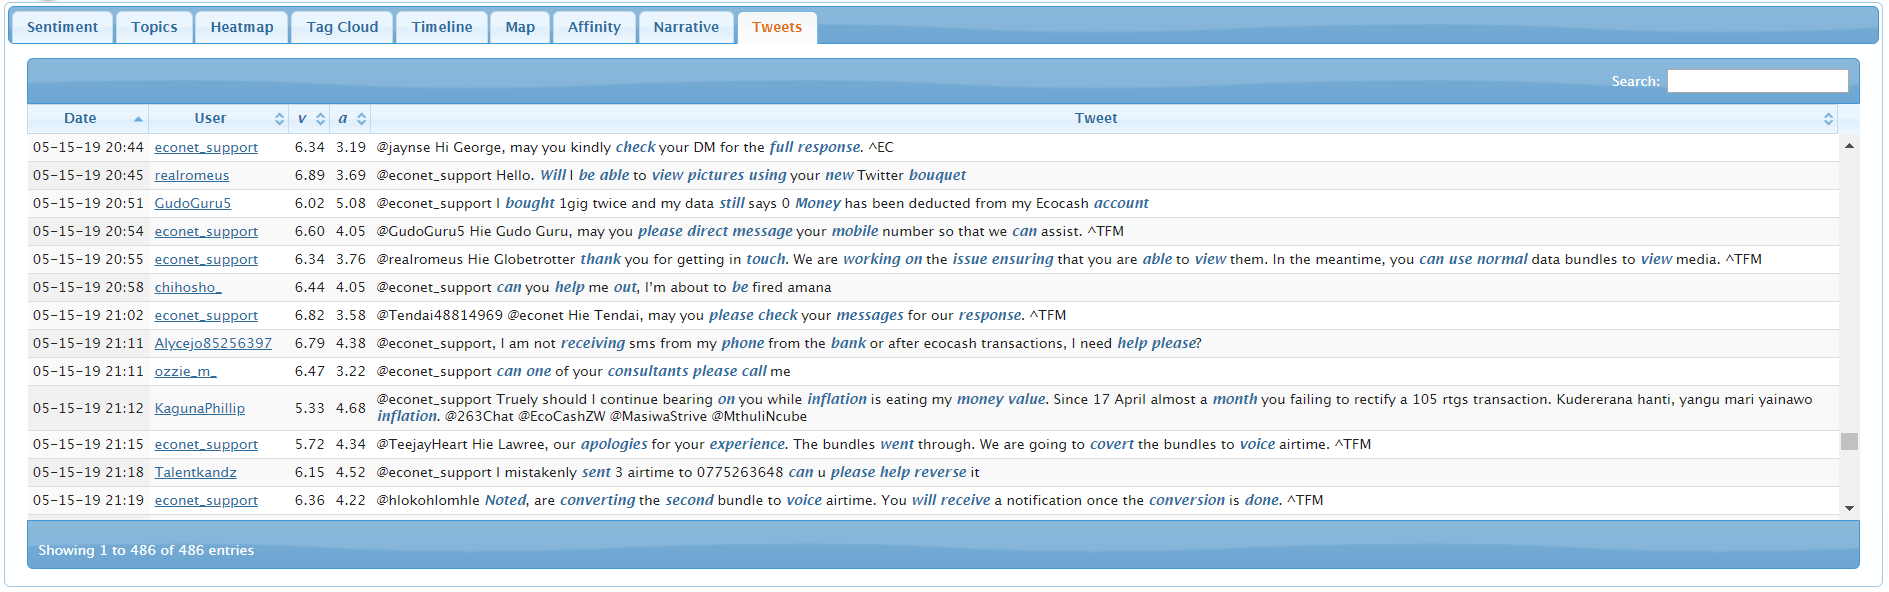 Sentiment Topics Heatmap Tag Cloud Timeline Map Affinity Narrative Tweets
Search:
Date User v a Tweet
05-15-19 20:44 econet_support 6.34 3.19 @jaynse Hi George, may you kindly check your DM for the full response. ^EC
05-15-19 20:45 realromeus 6.89 3.69 @econet_support Hello. Will I be able to view pictures using your new Twitter bouquet
05-15-19 20:51 GudoGuru5 6.02 5.08 @econet_support I bought 1gig twice and my data still says 0 Money has been deducted from my Ecocash account
05-15-19 20:54 econet_support 6.60 4.05 @GudoGuru5 Hie Gudo Guru, may you please direct message your mobile number so that we can assist. ^TFM
05-15-19 20:55 econet_support 6.34 3.76 @realromeus Hie Globetrotter thank you for getting in touch. We are working on the issue ensuring that you are able to view them. In the meantime, you can use normal data bundles to view media. ^TFM
05-15-19 20:58 chihosho_ 6.44 4.05 @econet_support can you help me out, I'm about to be fired amana
05-15-19 21:02 econet_support 6.82 3.58 @Tendai48814969 @econet Hie Tendai, may you please check your messages for our response. ^TFM
05-15-19 21:11 Alycejo85256397 6.79 4.38 @econet_support, I am not receiving sms from my phone from the bank or after ecocash transactions, I need help please?
05-15-19 21:11 ozzie_m_ 6.47 3.22 @econet_support can one of your consultants please call me
05-15-19 21:12 KagunaPhillip 5.33 4.68 @econet_support Truely should I continue bearing on you while inflation is eating my money value. Since 17 April almost a month you failing to rectify a 105 rtgs transaction. Kudererana hanti, yangu mari yainawo
inflation. @263Chat @EcoCashZW @MasiwaStrive @MthuliNcube
05-15-19 21:15 econet_support 5.72 4.34 @TeejayHeart Hie Lawree, our apologies for your experience. The bundles went through. We are going to covert the bundles to voice airtime. ^TFM
05-15-19 21:18 Talentkandz 6.15 4.52 @econet_support I mistakenly sent 3 airtime to 0775263648 can u please help reverse it
05-15-19 21:19 econet_support 6.36 4.22 @hlokohlomhle Noted, are converting the second bundle to voice airtime. You will receive a notification once the conversion is done. ^TFM
Showing 1 to 486 of 486 entries